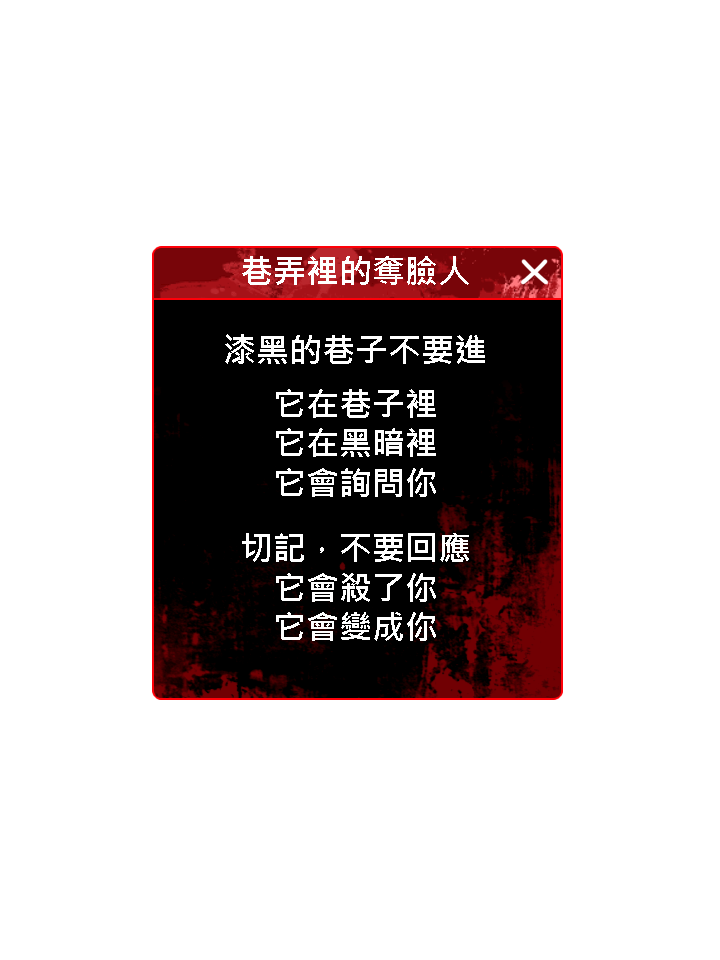 巷弄裡的奪臉人
漆黑的巷子不要進
它在巷子裡
它在黑暗裡
它會詢問你
切記，不要回應
它會殺了你
它會變成你